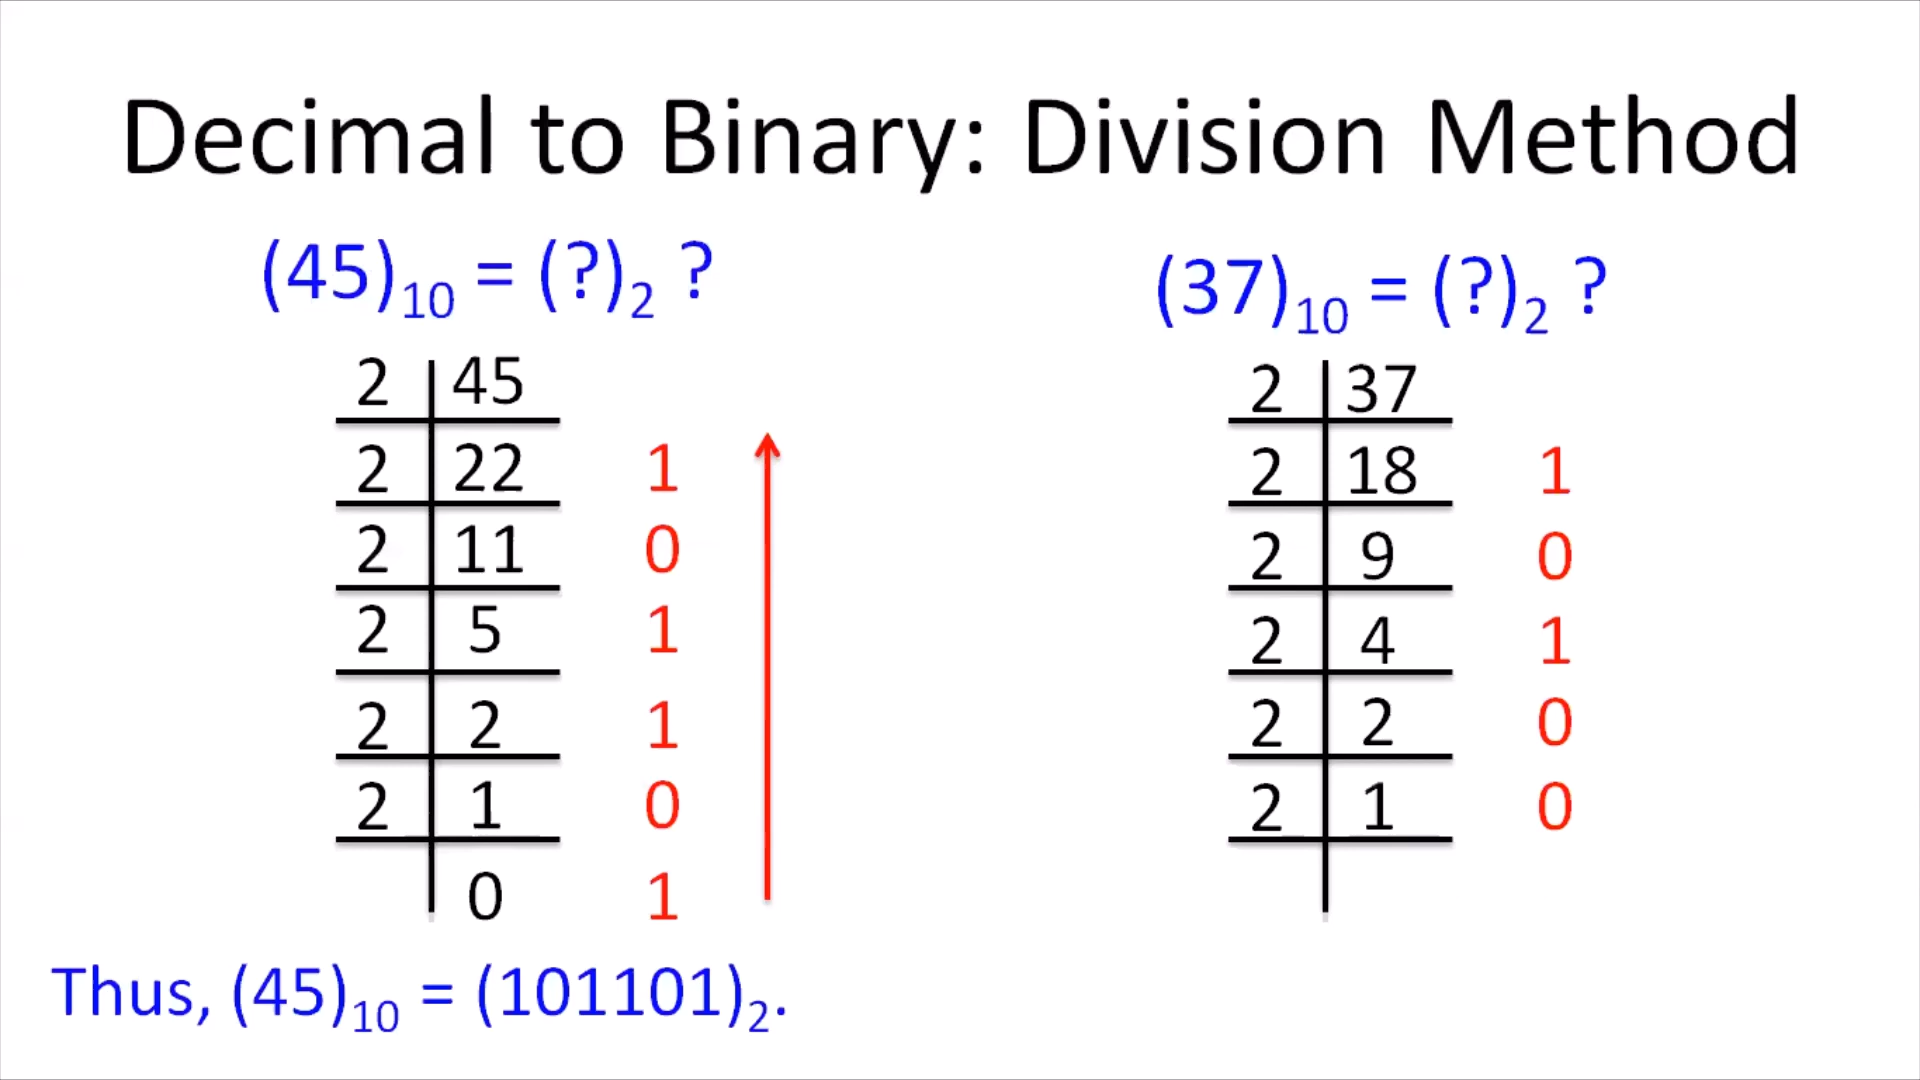 Decimal to Binary: Division Method
(45)10 = (?)2 ?
2 45
2 22 1
2 11 0
2 5 1
2 2 1
2 1 0
0 1
Thus, (45)10 = (101101)2.
(37)10 = (?)2 ?
2 37
2 18 1
2 9 0
2 4 1
2 2 0
2 1 0